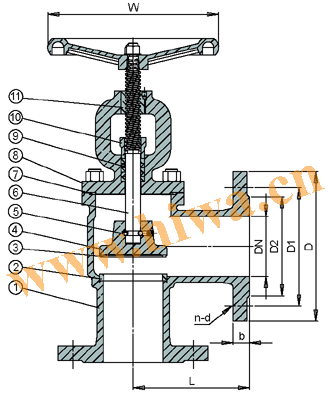 W
⑪
⑩
⑨
⑧
⑦
⑥
⑤
④
③
②
①
DN
D2
D1
D
n-d
b
L
www.hiwa.cn